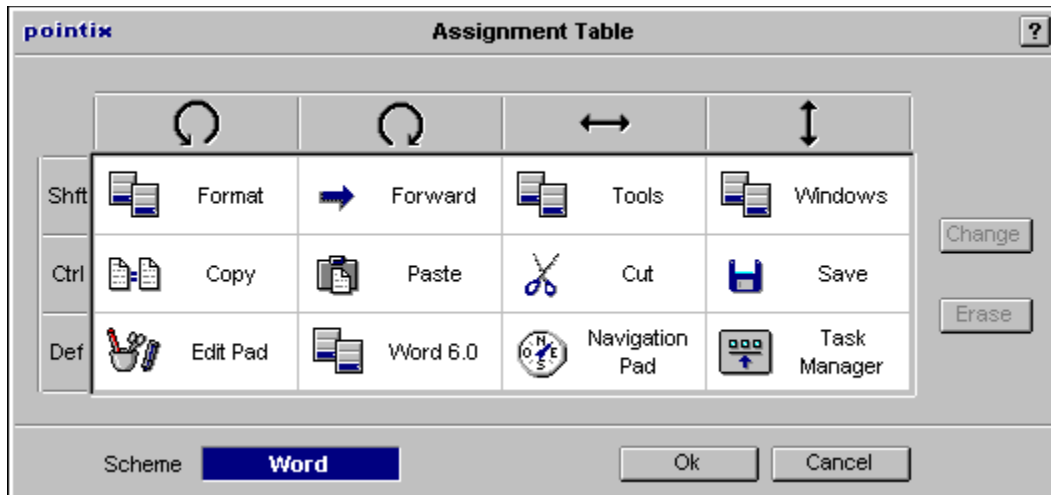 pointix Assignment Table ?
Shft Format Forward Tools Windows
Change
Ctrl Copy Paste Cut Save
Erase
Def Edit Pad Word 6.0 Navigation Pad Task Manager
N
O E
S
Scheme Word Ok Cancel